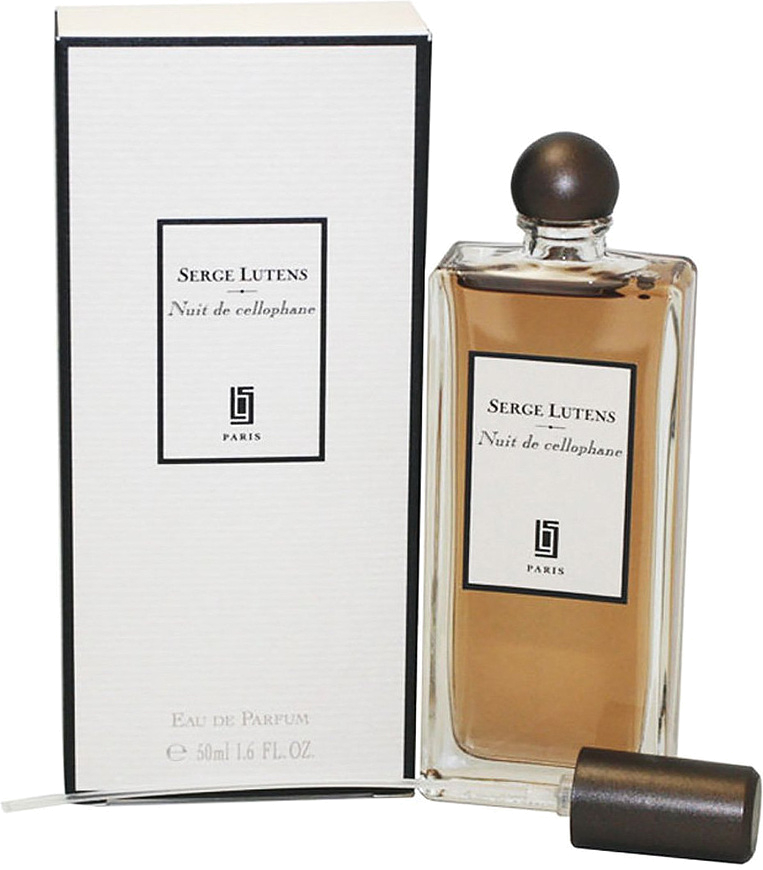 SERGE LUTENS
Nuit de cellophane
PARIS
EAU DE PARFUM
e 50ml 1.6 FL.OZ.
SERGE LUTENS
Nuit de cellophane
PARIS